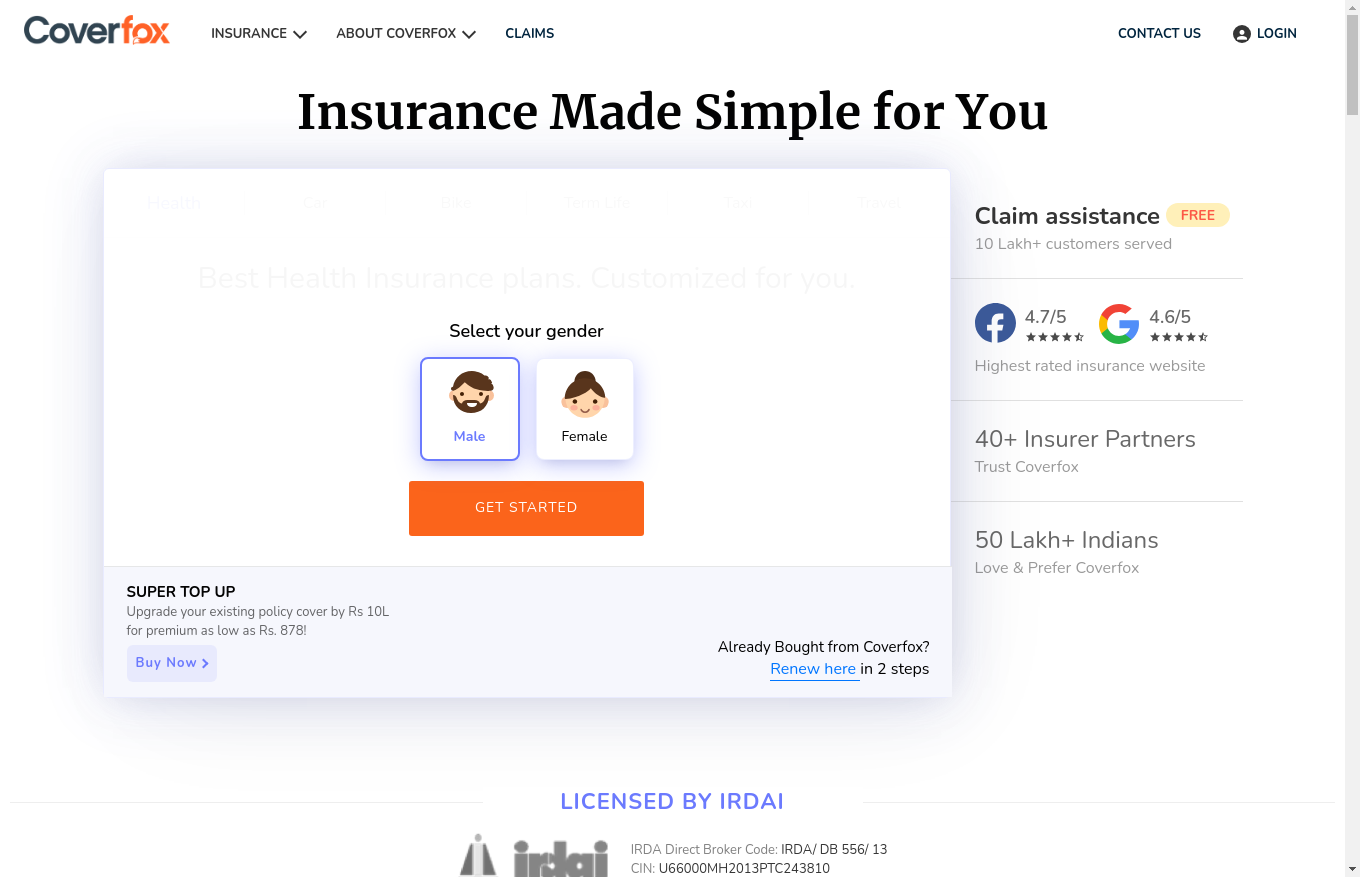 Coverfox
INSURANCE
ABOUT COVERFOX
CLAIMS
CONTACT US
LOGIN
Insurance Made Simple for You
Health
Car
Bike
Term Life
Taxi
Travel
Best Health Insurance plans. Customized for you.
Select your gender
Male
Female
GET STARTED
SUPER TOP UP
Upgrade your existing policy cover by Rs 10L
for premium as low as Rs. 878!
Buy Now
Already Bought from Coverfox?
Renew here in 2 steps
Claim assistance FREE
10 Lakh+ customers served
4.7/5
4.6/5
Highest rated insurance website
40+ Insurer Partners
Trust Coverfox
50 Lakh+ Indians
Love & Prefer Coverfox
LICENSED BY IRDAI
irdai
IRDA Direct Broker Code: IRDA/ DB 556/ 13
CIN: U66000MH2013PTC243810